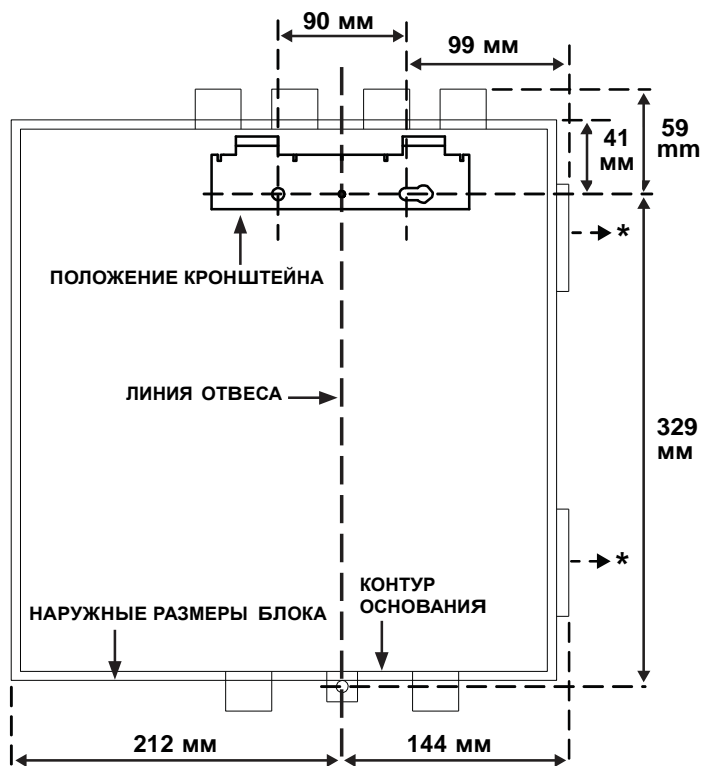 90 мм
99 мм
41
мм
59
mm
*
ПОЛОЖЕНИЕ КРОНШТЕЙНА
ЛИНИЯ ОТВЕСА
329
мм
*
КОНТУР
ОСНОВАНИЯ
НАРУЖНЫЕ РАЗМЕРЫ БЛОКА
212 мм
144 мм